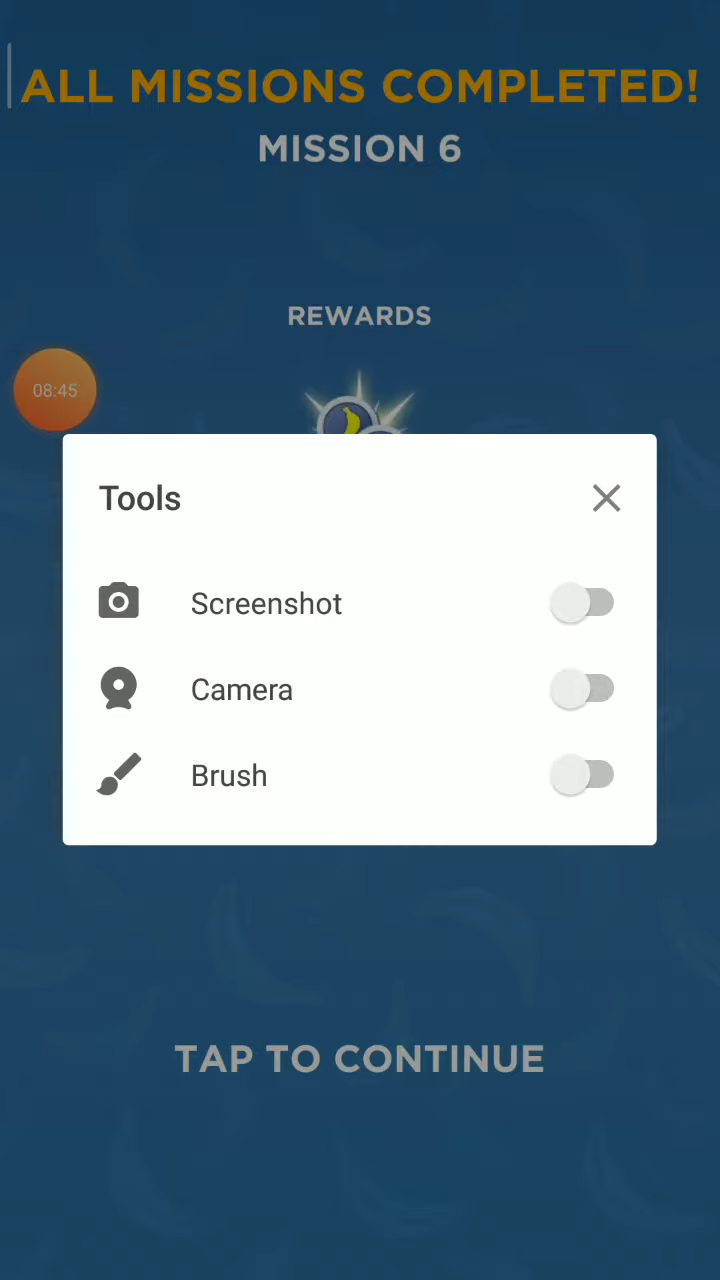 ALL MISSIONS COMPLETED!
MISSION 6
REWARDS
08:45
Tools
Screenshot
Camera
Brush
TAP TO CONTINUE